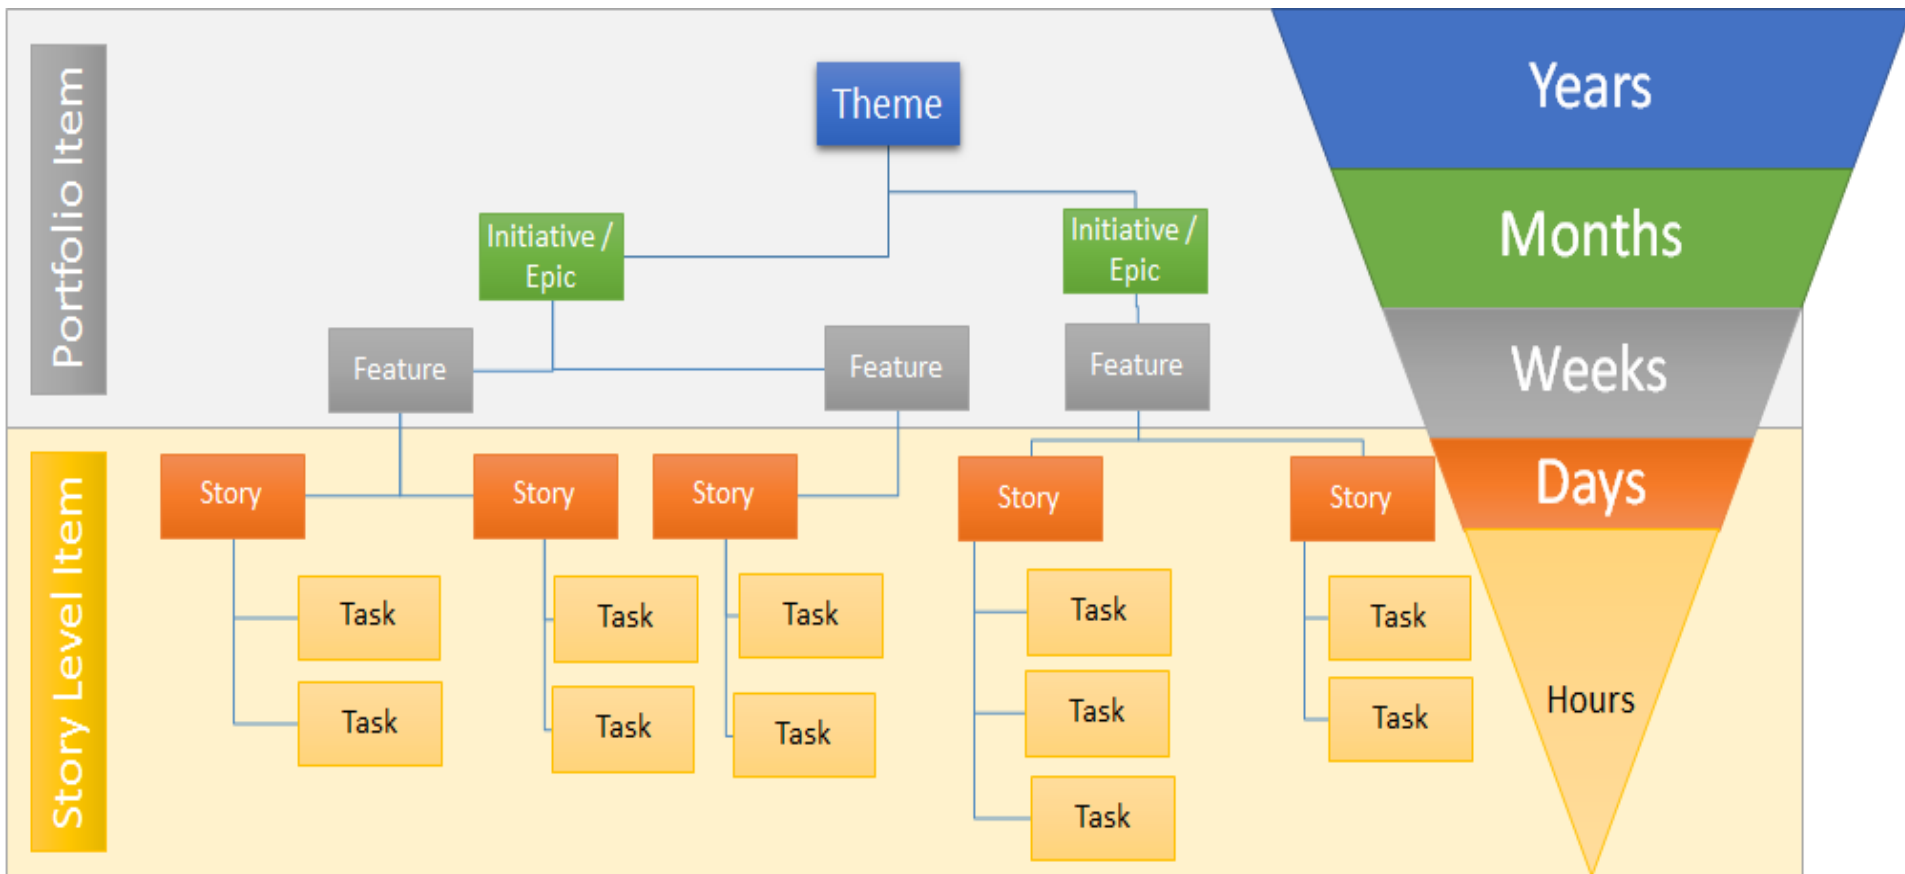 Portfolio Item
Theme
Years
Initiative /
Epic
Initiative /
Epic
Months
Feature
Feature
Feature
Weeks
Story Level Item
Story
Story
Story
Story
Story
Days
Task
Task
Task
Task
Task
Task
Task
Task
Task
Task
Task
Hours